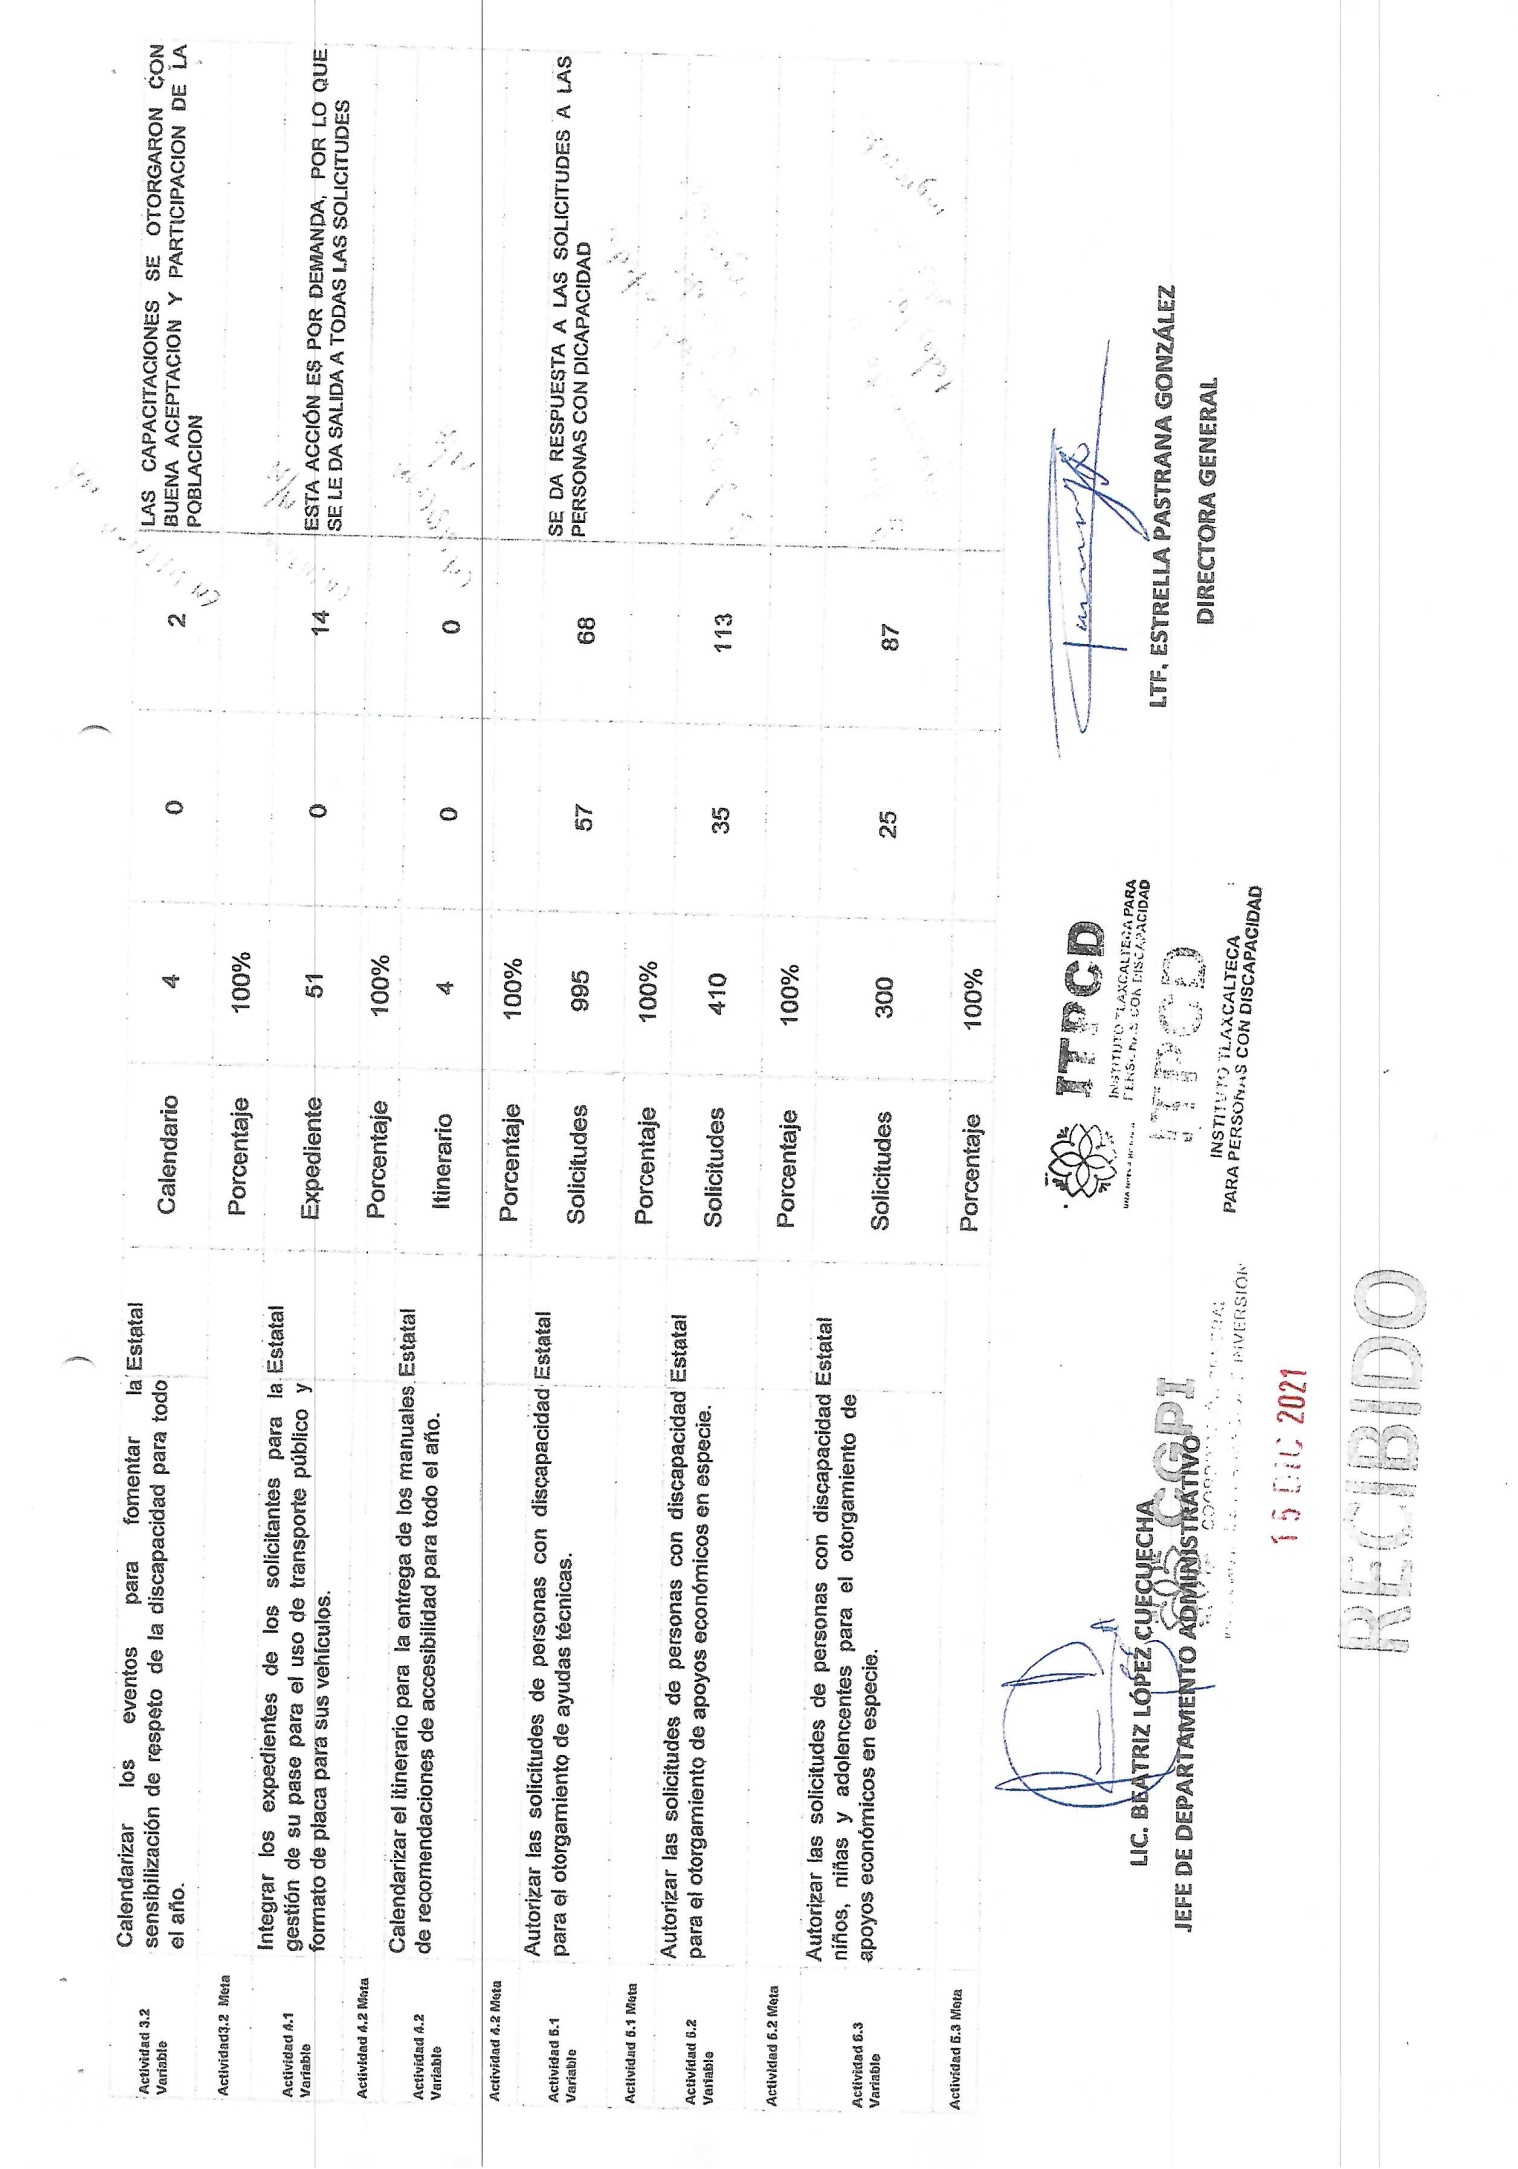 Actividad 3.2
Variable
Calendarizar los eventos para fomentar la
sensibilización de respeto de la discapacidad para todo
el año.
Estatal
Calendario
4
0
2
LAS CAPACITACIONES SE OTORGARON CON
BUENA ACEPTACION Y PARTICIPACION DE LA
POBLACION
Actividad3.2 Meta
Porcentaje
100%
Actividad 4.1
Variable
Integrar los expedientes de los solicitantes para la
gestión de su pase para el uso de transporte público y
formato de placa para sus vehículos.
Estatal
Expediente
51
0
14
ESTA ACCIÓN ES POR DEMANDA, POR LO QUE
SE LE DA SALIDA A TODAS LAS SOLICITUDES
Actividad 4.2 Meta
Porcentaje
100%
Actividad 4.2
Variable
Calendarizar el itinerario para la entrega de los manuales
de recomendaciones de accesibilidad para todo el año.
Estatal
Itinerario
4
0
0
Actividad 4.2 Meta
Porcentaje
100%
Actividad 5.1
Variable
Autorizar las solicitudes de personas con discapacidad
para el otorgamiento de ayudas técnicas.
Estatal
Solicitudes
995
57
68
SE DA RESPUESTA A LAS SOLICITUDES A LAS
PERSONAS CON DICAPACIDAD
Actividad 5.1 Meta
Porcentaje
100%
Actividad 5.2
Variable
Autorizar las solicitudes de personas con discapacidad
para el otorgamiento de apoyos económicos en especie.
Estatal
Solicitudes
410
35
113
Actividad 5.2 Meta
Porcentaje
100%
Actividad 5.3
Variable
Autorizar las solicitudes de personas con discapacidad
niños, niñas y adolencentes para el otorgamiento de
apoyos económicos en especie.
Estatal
Solicitudes
300
25
87
Actividad 5.3 Meta
Porcentaje
100%
LIC. BEATRIZ LÓPEZ CUECUECHA
JEFE DE DEPARTAMENTO ADMINISTRATIVO
CGPI
INVERSION
15 DIC 2021
RECIBIDO
ITPCD
INSTITUTO TLAXCALTECA PARA
PERSONAS CON DISCAPACIDAD
ITPCD
INSTITUTO TLAXCALTECA
PARA PERSONAS CON DISCAPACIDAD
LTF. ESTRELLA PASTRANA GONZÁLEZ
DIRECTORA GENERAL